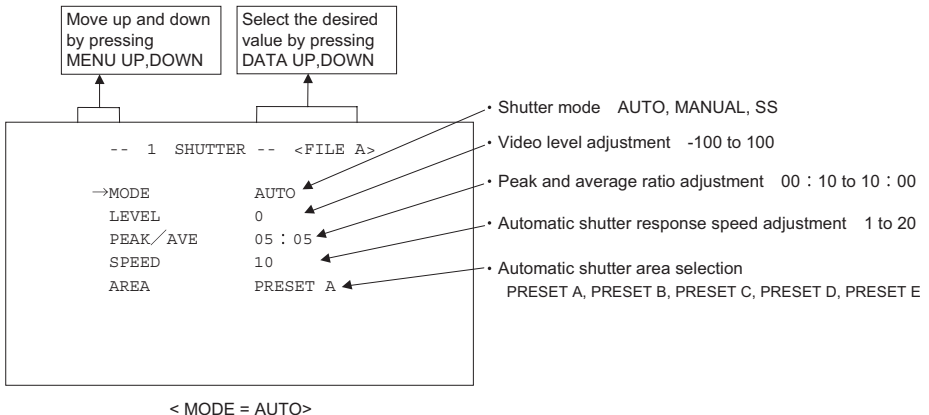 Move up and down
by pressing
MENU UP,DOWN
Select the desired
value by pressing
DATA UP,DOWN
-- 1 SHUTTER -- <FILE A>
→MODE AUTO
LEVEL 0
PEAK／AVE 05：05
SPEED 10
AREA PRESET A
・Shutter mode AUTO, MANUAL, SS
・Video level adjustment -100 to 100
・Peak and average ratio adjustment 00：10 to 10：00
・Automatic shutter response speed adjustment 1 to 20
・Automatic shutter area selection
PRESET A, PRESET B, PRESET C, PRESET D, PRESET E
< MODE = AUTO>